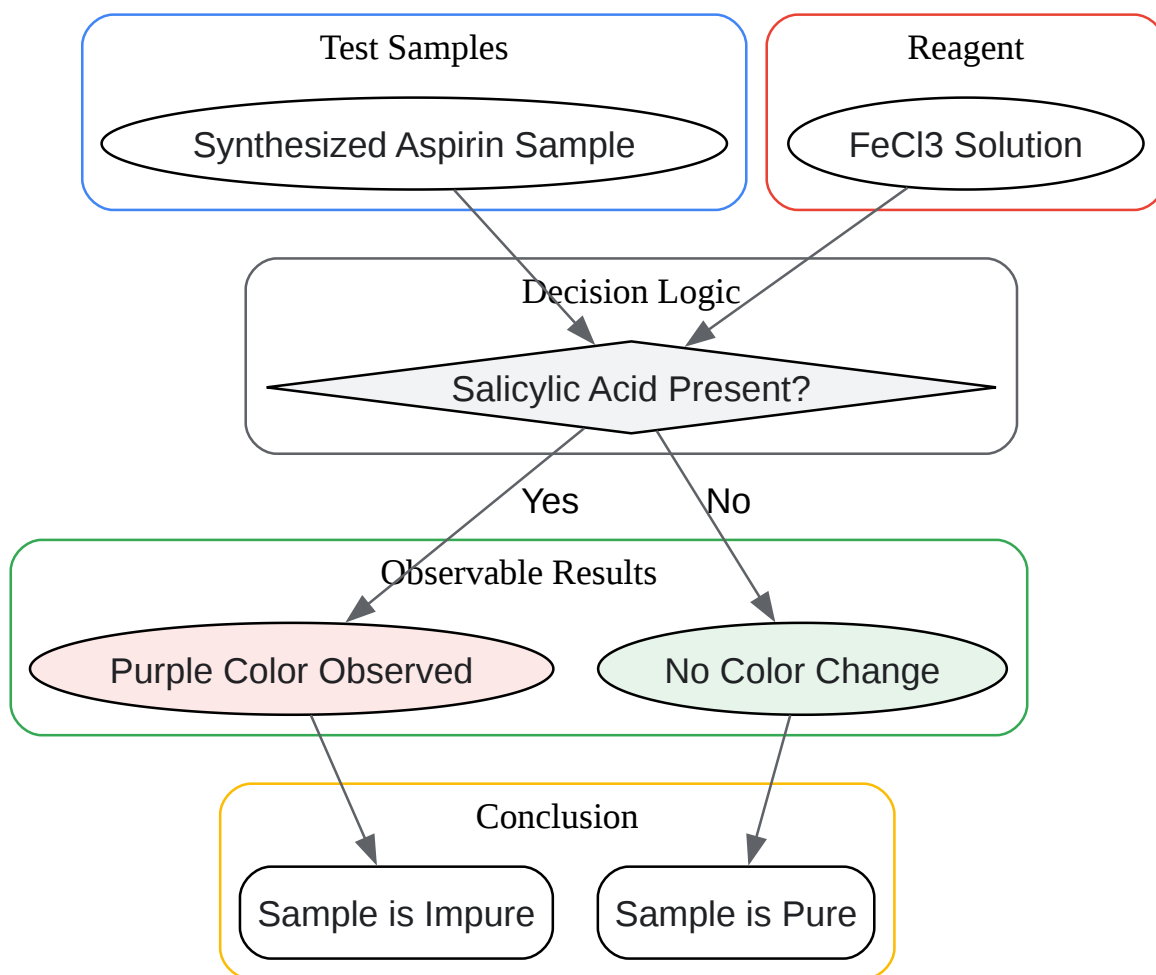 Test Samples
Reagent
Synthesized Aspirin Sample
FeCl3 Solution
Decision Logic
Salicylic Acid Present?
Yes
No
Observable Results
Purple Color Observed
No Color Change
Conclusion
Sample is Impure
Sample is Pure